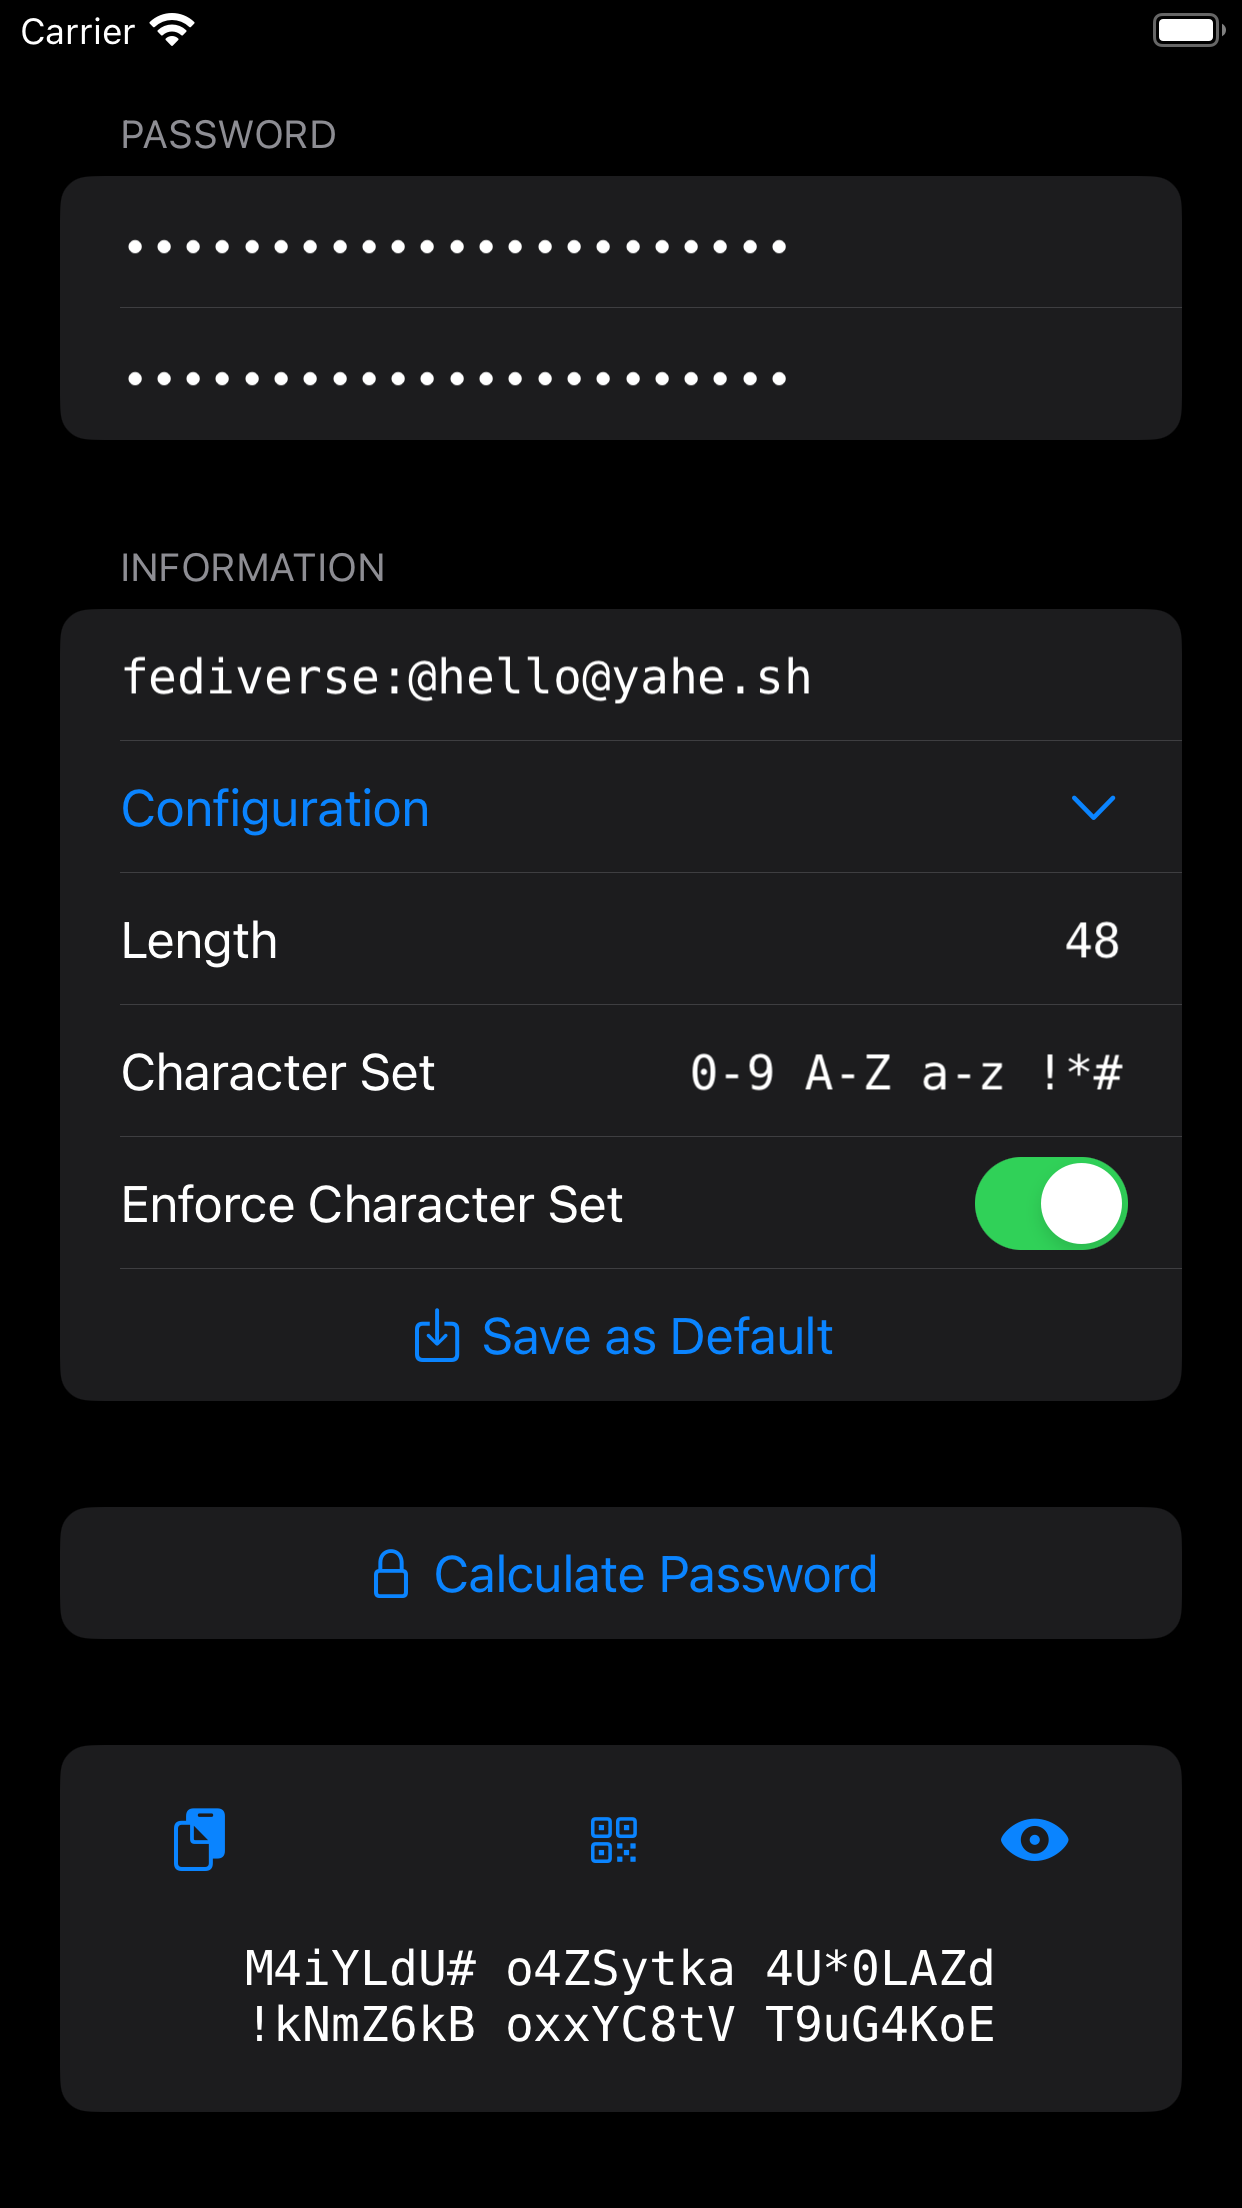 Carrier
PASSWORD
•••••••••••••••••••••••
•••••••••••••••••••••••
INFORMATION
fediverse:@hello@yahe.sh
Configuration
Length 48
Character Set 0-9 A-Z a-z !*#
Enforce Character Set
Save as Default
Calculate Password
M4iYLdU# o4ZSytka 4U*0LAZd
!kNmZ6kB oxxYC8tV T9uG4KoE